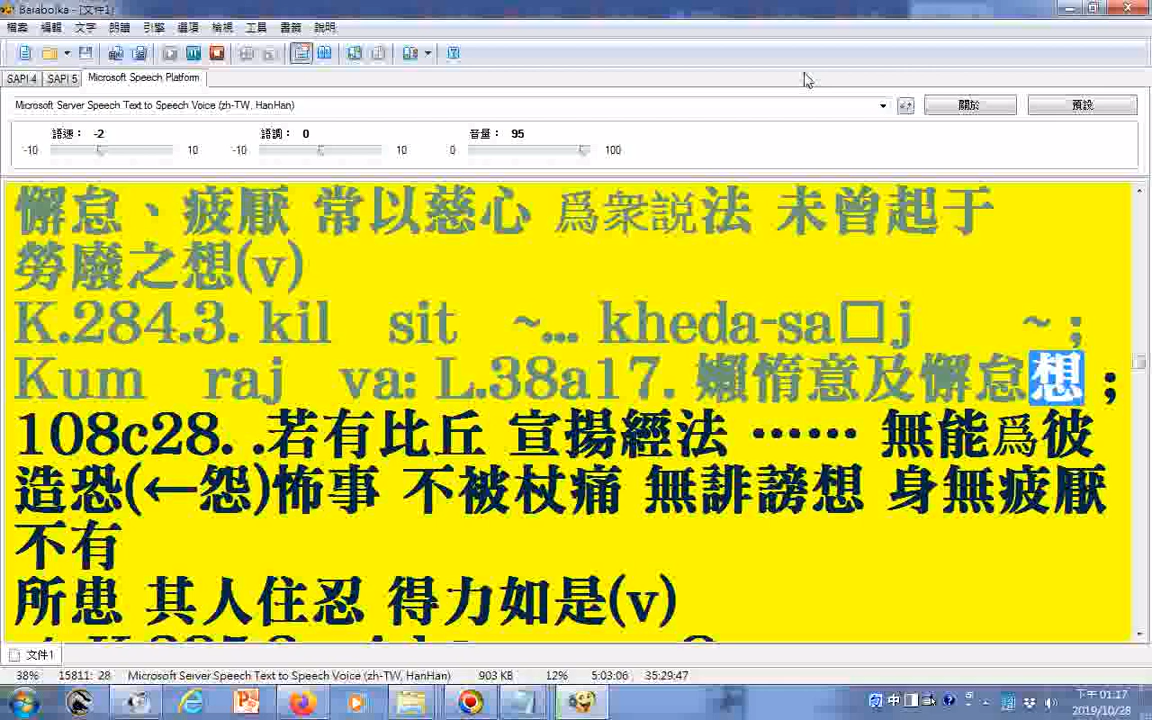 Balabolka - [文件1]
檔案 編輯 文字 朗讀 引擎 選項 檢視 工具 書籤 說明
SAPI 4 SAPI 5 Microsoft Speech Platform
Microsoft Server Speech Text to Speech Voice (zh-TW, HanHan) 關於 預設
語速： -2 語調： 0 音量： 95
-10 10 -10 10 0 100
懈怠、疲厭 常以慈心 爲衆説法 未曾起于
勞廢之想(v)
K.284.3. kil sit ~... kheda-sa□j ~ ;
Kum raj va: L.38a17. 嬾惰意及懈怠想 ;
108c28. .若有比丘 宣揚經法 ⋯⋯ 無能爲彼
造恐(←怨)怖事 不被杖痛 無誹謗想 身無疲厭
不有
所患 其人住忍 得力如是(v)
文件1
38% 15811: 28 Microsoft Server Speech Text to Speech Voice (zh-TW, HanHan) 903 KB 12% 5:03:06 35:29:47
中 下午 01:17
2019/10/28